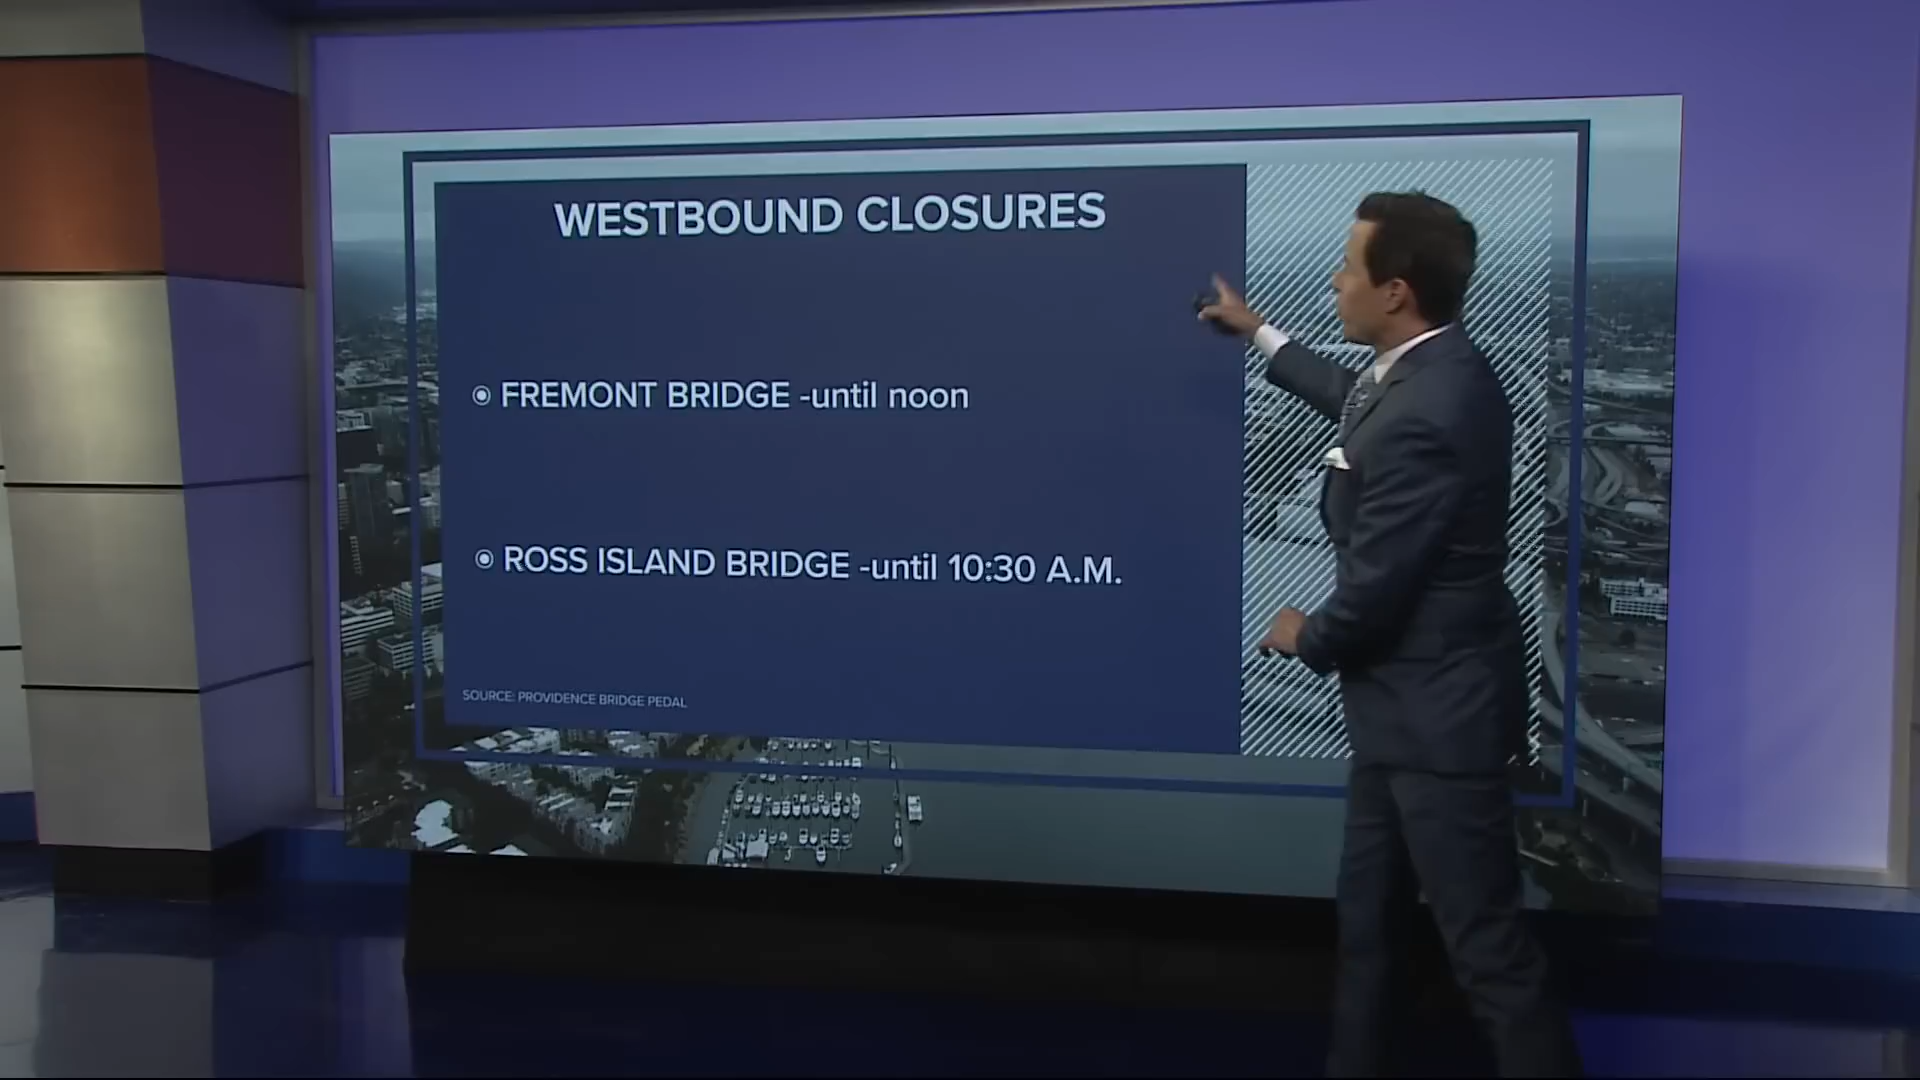 WESTBOUND CLOSURES
FREMONT BRIDGE -until noon
ROSS ISLAND BRIDGE -until 10:30 A.M.
SOURCE: PROVIDENCE BRIDGE PEDAL